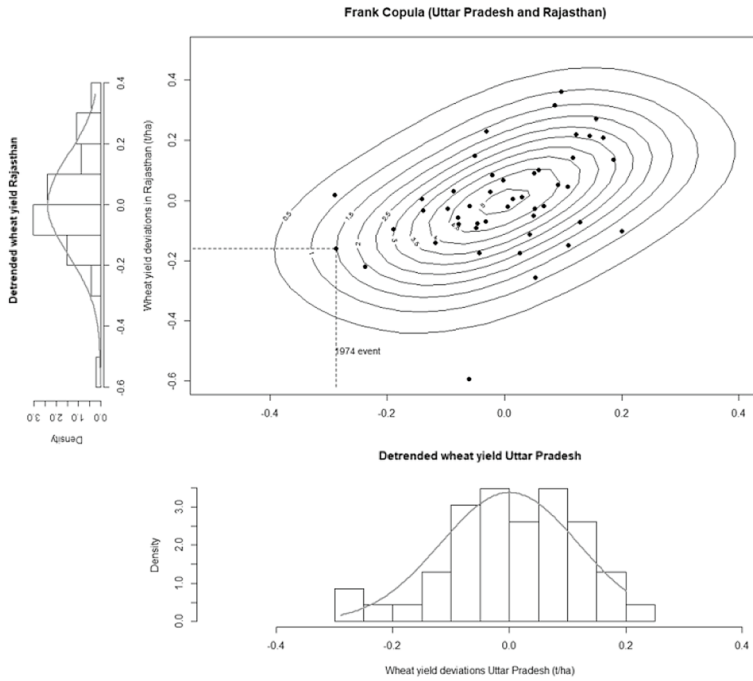 Frank Copula (Uttar Pradesh and Rajasthan)
Detrended wheat yield Rajasthan
3.0 2.0 1.0 0.0
Density
-0.6 -0.4 -0.2 0.0 0.2 0.4
Wheat yield deviations in Rajasthan (t/ha)
0.4
0.2
0.0
-0.2
-0.4
-0.6
0.5
1
1.5
2
2.5
3
3.5
1974 event
-0.4 -0.2 0.0 0.2 0.4
Detrended wheat yield Uttar Pradesh
Density
3.0
2.0
1.0
0.0
-0.4 -0.2 0.0 0.2 0.4
Wheat yield deviations Uttar Pradesh (t/ha)